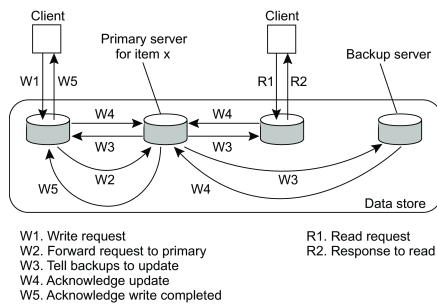 Client
Client
Primary server
for item x
Backup server
W1
W5
R1
R2
W4
W4
W3
W3
W2
W5
W3
W4
Data store
W1. Write request
W2. Forward request to primary
W3. Tell backups to update
W4. Acknowledge update
W5. Acknowledge write completed
R1. Read request
R2. Response to read